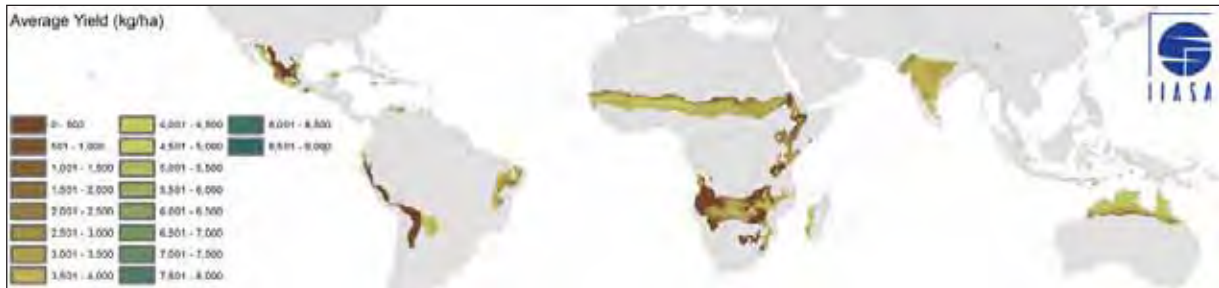 Average Yield (kg/ha)
0 - 500
501 - 1,000
1,001 - 1,500
1,501 - 2,000
2,001 - 2,500
2,501 - 3,000
3,001 - 3,500
3,501 - 4,000
4,001 - 4,500
4,501 - 5,000
5,001 - 5,500
5,501 - 6,000
6,001 - 6,500
6,501 - 7,000
7,001 - 7,500
7,501 - 8,000
8,001 - 8,500
8,501 - 9,000
IIASA